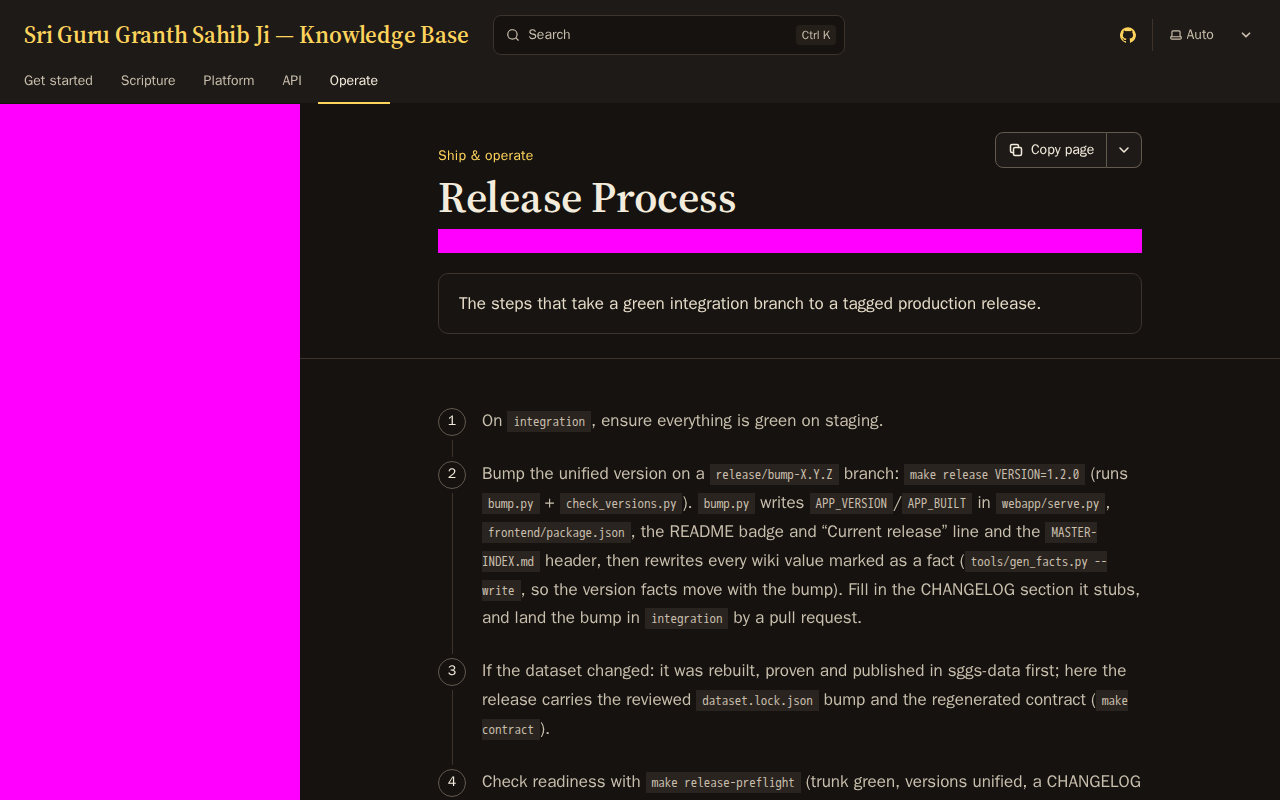 Sri Guru Granth Sahib Ji — Knowledge Base
Search
Ctrl K
Auto
Get started
Scripture
Platform
API
Operate
Ship & operate
Copy page
Release Process
The steps that take a green integration branch to a tagged production release.
1
On integration, ensure everything is green on staging.
2
Bump the unified version on a release/bump-X.Y.Z branch: make release VERSION=1.2.0 (runs
bump.py + check_versions.py). bump.py writes APP_VERSION/APP_BUILT in webapp/serve.py,
frontend/package.json, the README badge and “Current release” line and the MASTER-
INDEX.md header, then rewrites every wiki value marked as a fact (tools/gen_facts.py --
write, so the version facts move with the bump). Fill in the CHANGELOG section it stubs,
and land the bump in integration by a pull request.
3
If the dataset changed: it was rebuilt, proven and published in sggs-data first; here the
release carries the reviewed dataset.lock.json bump and the regenerated contract (make
contract).
4
Check readiness with make release-preflight (trunk green, versions unified, a CHANGELOG